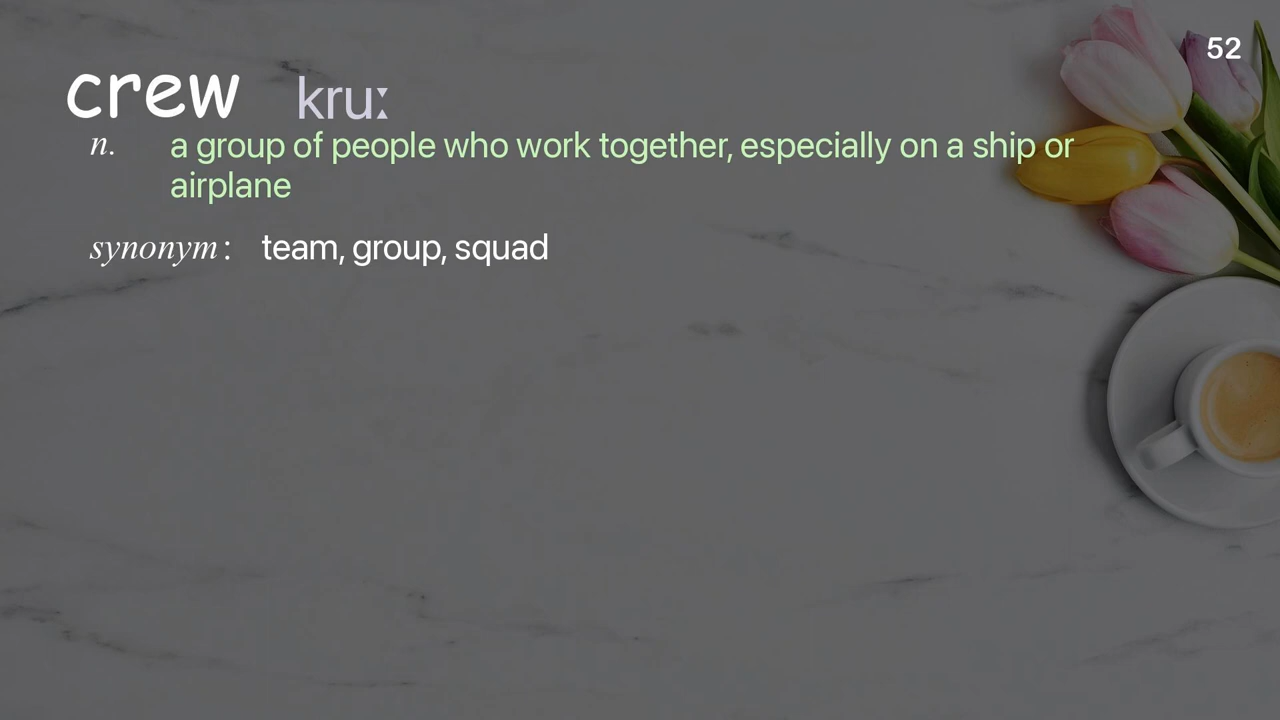 52
crew kruː
n. a group of people who work together, especially on a ship or
airplane
synonym: team, group, squad